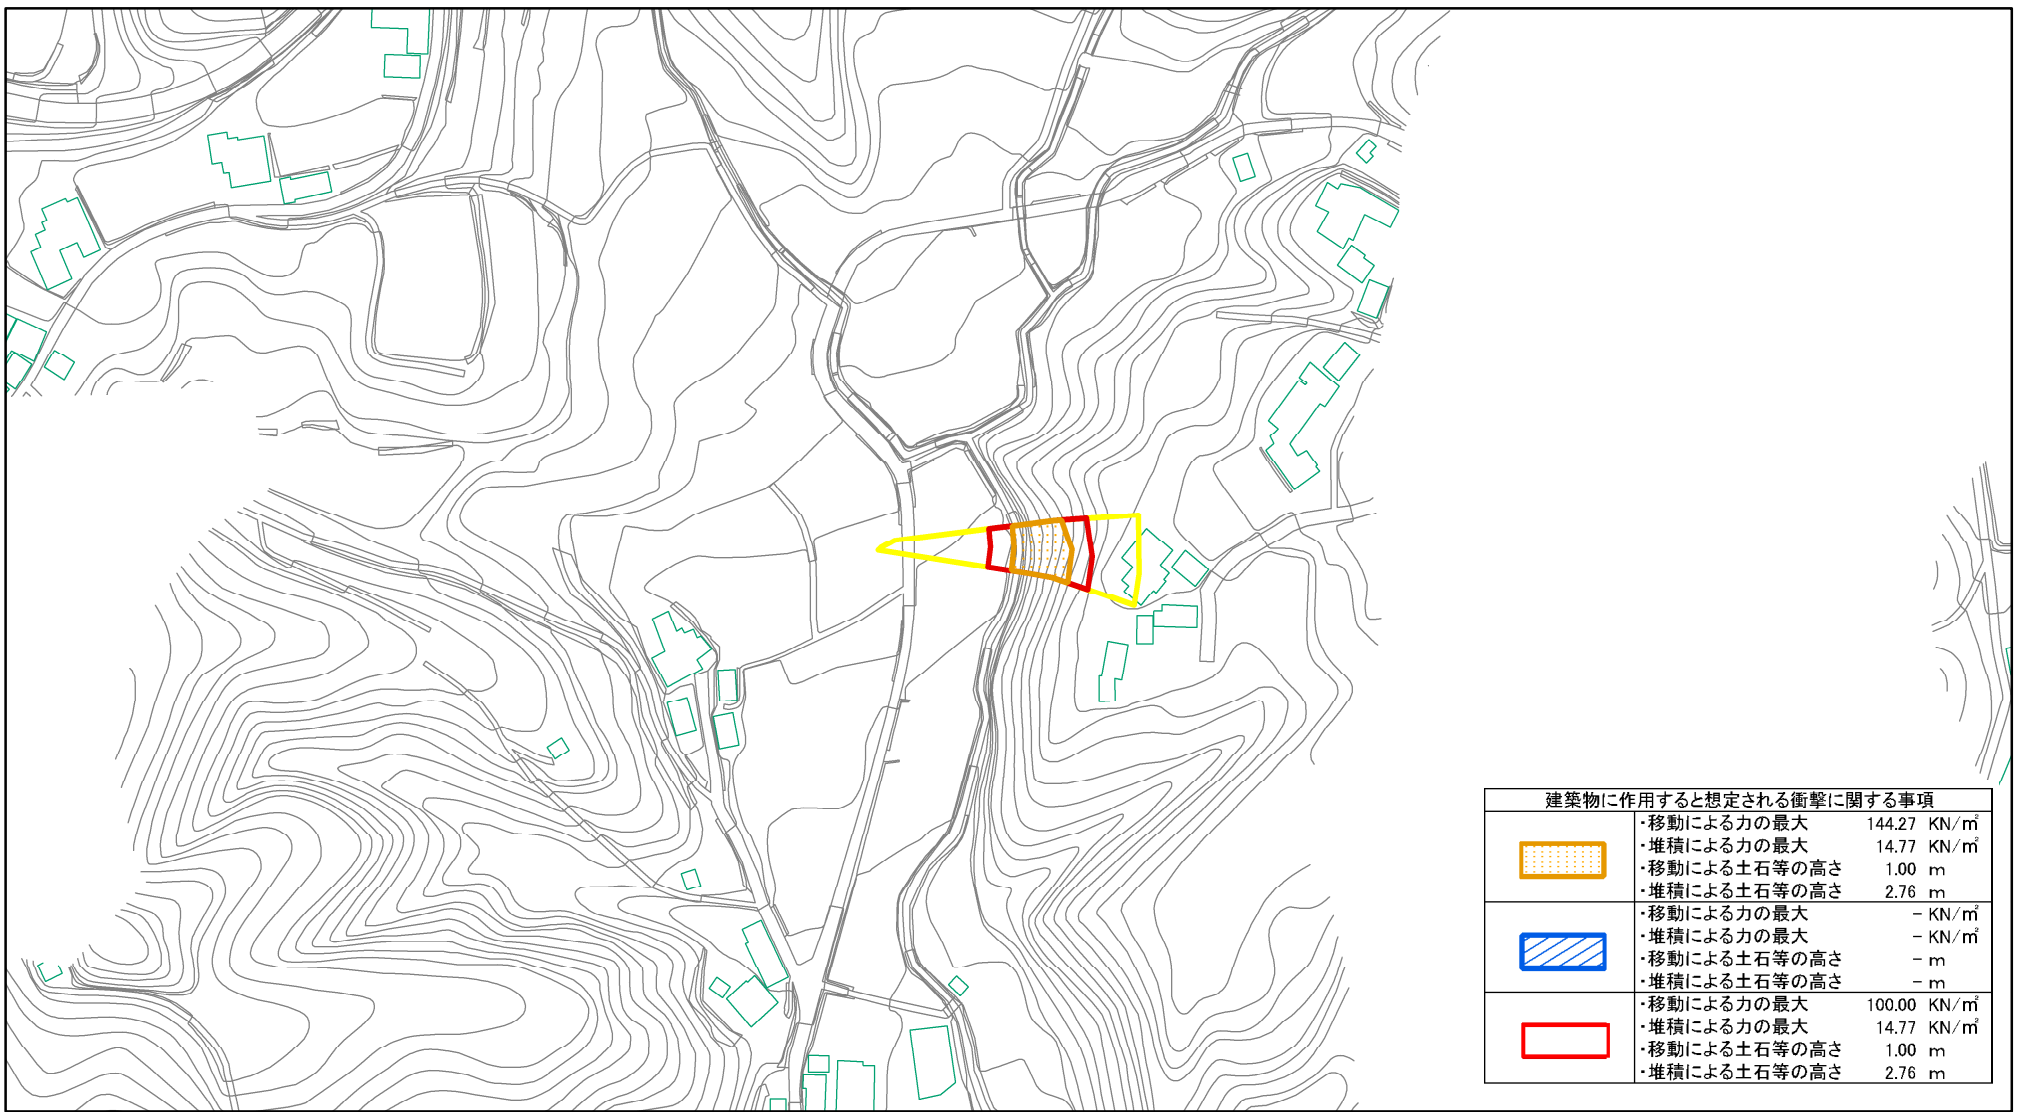 建築物に作用すると想定される衝撃に関する事項
・移動による力の最大 144.27 KN/㎡
・堆積による力の最大 14.77 KN/㎡
・移動による土石等の高さ 1.00 m
・堆積による土石等の高さ 2.76 m
・移動による力の最大 - KN/㎡
・堆積による力の最大 - KN/㎡
・移動による土石等の高さ - m
・堆積による土石等の高さ - m
・移動による力の最大 100.00 KN/㎡
・堆積による力の最大 14.77 KN/㎡
・移動による土石等の高さ 1.00 m
・堆積による土石等の高さ 2.76 m